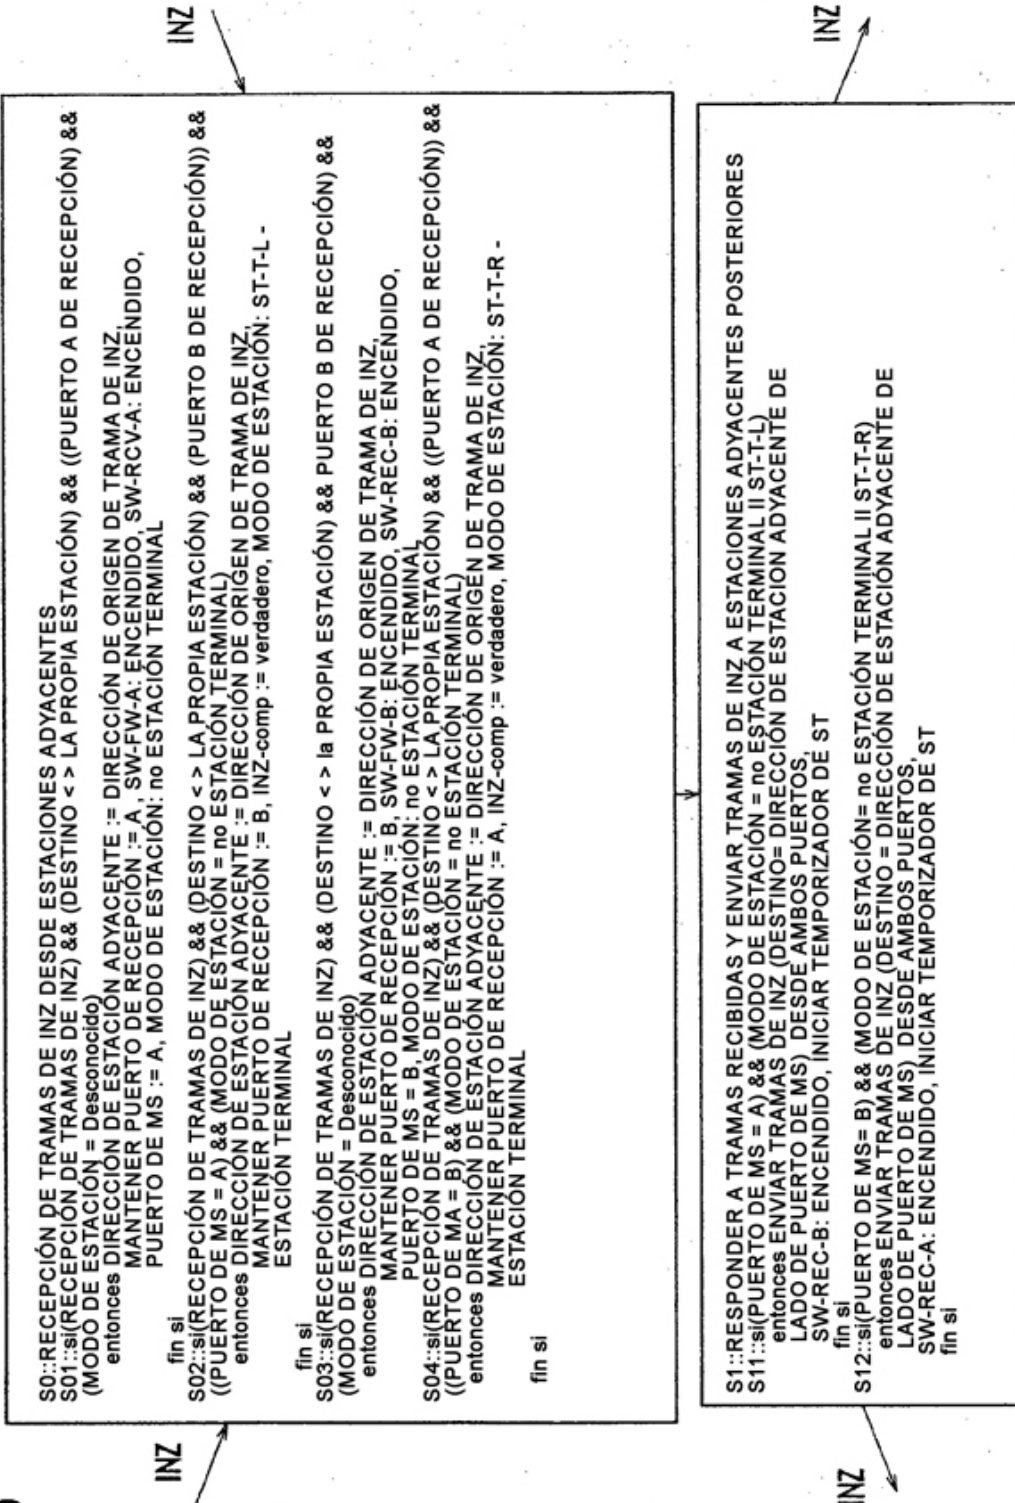 INZ
INZ
S0::RECEPCIÓN DE TRAMAS DE INZ DESDE ESTACIONES ADYACENTES
S01::si(RECEPCIÓN DE TRAMAS DE INZ) && (DESTINO < > LA PROPIA ESTACIÓN) && ((PUERTO A DE RECEPCIÓN) &&
(MODO DE ESTACIÓN = Desconocido)
entonces DIRECCIÓN DE ESTACIÓN ADYACENTE := DIRECCIÓN DE ORIGEN DE TRAMA DE INZ,
MANTENER PUERTO DE RECEPCIÓN := A, SW-FW-A: ENCENDIDO, SW-RCV-A: ENCENDIDO,
PUERTO DE MS := A, MODO DE ESTACIÓN: no ESTACIÓN TERMINAL
fin si
S02::si(RECEPCIÓN DE TRAMAS DE INZ) && (DESTINO < > LA PROPIA ESTACIÓN) && (PUERTO B DE RECEPCIÓN)) &&
((PUERTO DE MS = A) && (MODO DE ESTACIÓN = no ESTACIÓN TERMINAL)
entonces DIRECCIÓN DE ESTACIÓN ADYACENTE := DIRECCIÓN DE ORIGEN DE TRAMA DE INZ,
MANTENER PUERTO DE RECEPCIÓN := B, INZ-comp := verdadero, MODO DE ESTACIÓN: ST-T-L -
ESTACIÓN TERMINAL
fin si
S03::si(RECEPCIÓN DE TRAMAS DE INZ) && (DESTINO < > la PROPIA ESTACIÓN) && PUERTO B DE RECEPCIÓN) &&
(MODO DE ESTACIÓN = Desconocido)
entonces DIRECCIÓN DE ESTACIÓN ADYACENTE := DIRECCIÓN DE ORIGEN DE TRAMA DE INZ,
MANTENER PUERTO DE RECEPCIÓN := B, SW-FW-B: ENCENDIDO, SW-REC-B: ENCENDIDO,
PUERTO DE MS = B, MODO DE ESTACIÓN: no ESTACIÓN TERMINAL
S04::si(RECEPCIÓN DE TRAMAS DE INZ) && (DESTINO < > LA PROPIA ESTACIÓN) && ((PUERTO A DE RECEPCIÓN)) &&
((PUERTO DE MA = B) && (MODO DE ESTACIÓN = no ESTACIÓN TERMINAL)
entonces DIRECCIÓN DE ESTACIÓN ADYACENTE := DIRECCIÓN DE ORIGEN DE TRAMA DE INZ,
MANTENER PUERTO DE RECEPCIÓN := A, INZ-comp := verdadero, MODO DE ESTACIÓN: ST-T-R -
ESTACIÓN TERMINAL
fin si
INZ
INZ
S1::RESPONDER A TRAMAS RECIBIDAS Y ENVIAR TRAMAS DE INZ A ESTACIONES ADYACENTES POSTERIORES
S11::si(PUERTO DE MS = A) && (MODO DE ESTACIÓN = no ESTACIÓN TERMINAL II ST-T-L)
entonces ENVIAR TRAMAS DE INZ (DESTINO= DIRECCIÓN DE ESTACION ADYACENTE DE
LADO DE PUERTO DE MS) DESDE AMBOS PUERTOS,
SW-REC-B: ENCENDIDO, INICIAR TEMPORIZADOR DE ST
fin si
S12::si(PUERTO DE MS= B) && (MODO DE ESTACIÓN= no ESTACIÓN TERMINAL II ST-T-R)
entonces ENVIAR TRAMAS DE INZ (DESTINO = DIRECCIÓN DE ESTACIÓN ADYACENTE DE
LADO DE PUERTO DE MS) DESDE AMBOS PUERTOS,
SW-REC-A: ENCENDIDO, INICIAR TEMPORIZADOR DE ST
fin si